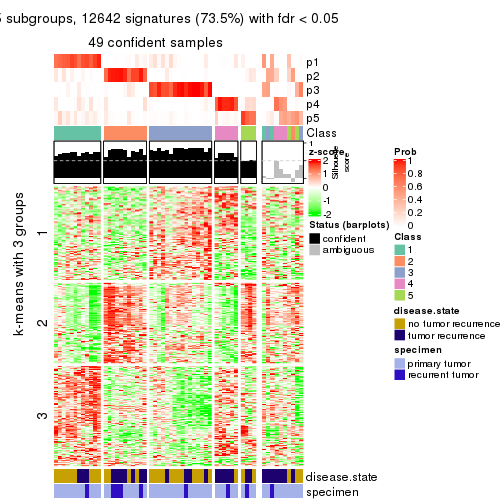 5 subgroups, 12642 signatures (73.5%) with fdr < 0.05
49 confident samples
p1
p2
p3
p4
p5
Class
1
z-score
2
1
0
-1
-2
Silhouette
score
Status (barplots)
confident
ambiguous
k-means with 3 groups
1
2
3
Prob
1
0.8
0.6
0.4
0.2
0
Class
1
2
3
4
5
disease.state
no tumor recurrence
tumor recurrence
specimen
primary tumor
recurrent tumor
disease.state
specimen